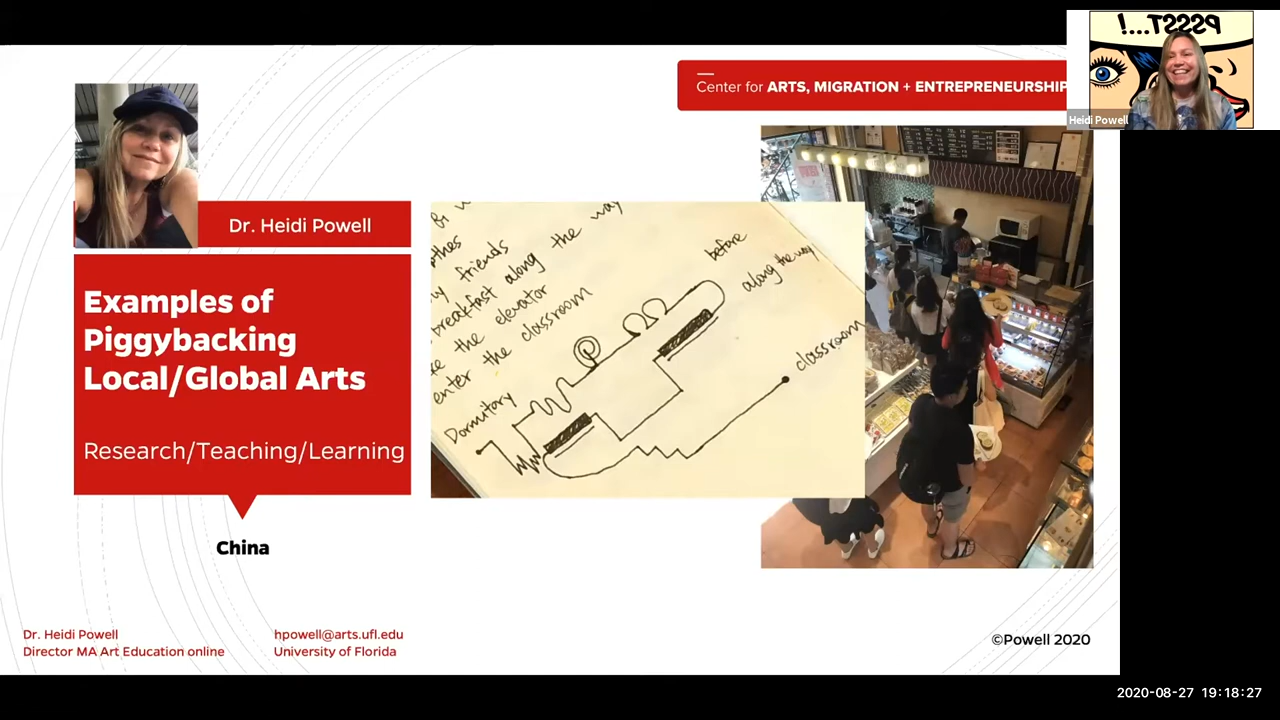 PSSST...!
Heidi Powell
Center for ARTS, MIGRATION + ENTREPRENEURSHIP
Dr. Heidi Powell
Examples of
Piggybacking
Local/Global Arts
Research/Teaching/Learning
China
friends
breakfast along the way
the elevator
enter the classroom
Dormitory
before
along the way
classroom
Dr. Heidi Powell
Director MA Art Education online
hpowell@arts.ufl.edu
University of Florida
©Powell 2020
2020-08-27 19:18:27